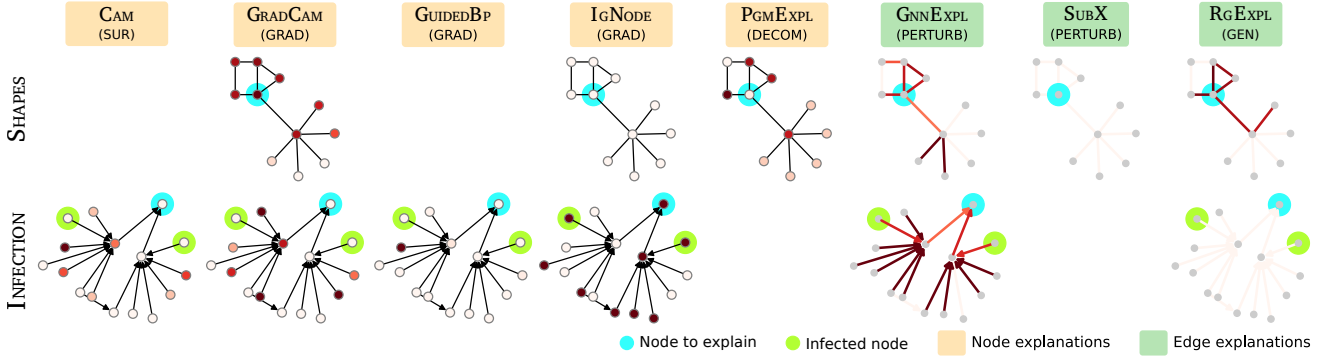 CAM GRADCAM GUIDEDBP IGNODE PGMEXPL GNNEXPL SUBX RGEXPL
(SUR) (GRAD) (GRAD) (GRAD) (DECOM) (PERTURB) (PERTURB) (GEN)
SHAPES
INFECTION
Node to explain Infected node Node explanations Edge explanations